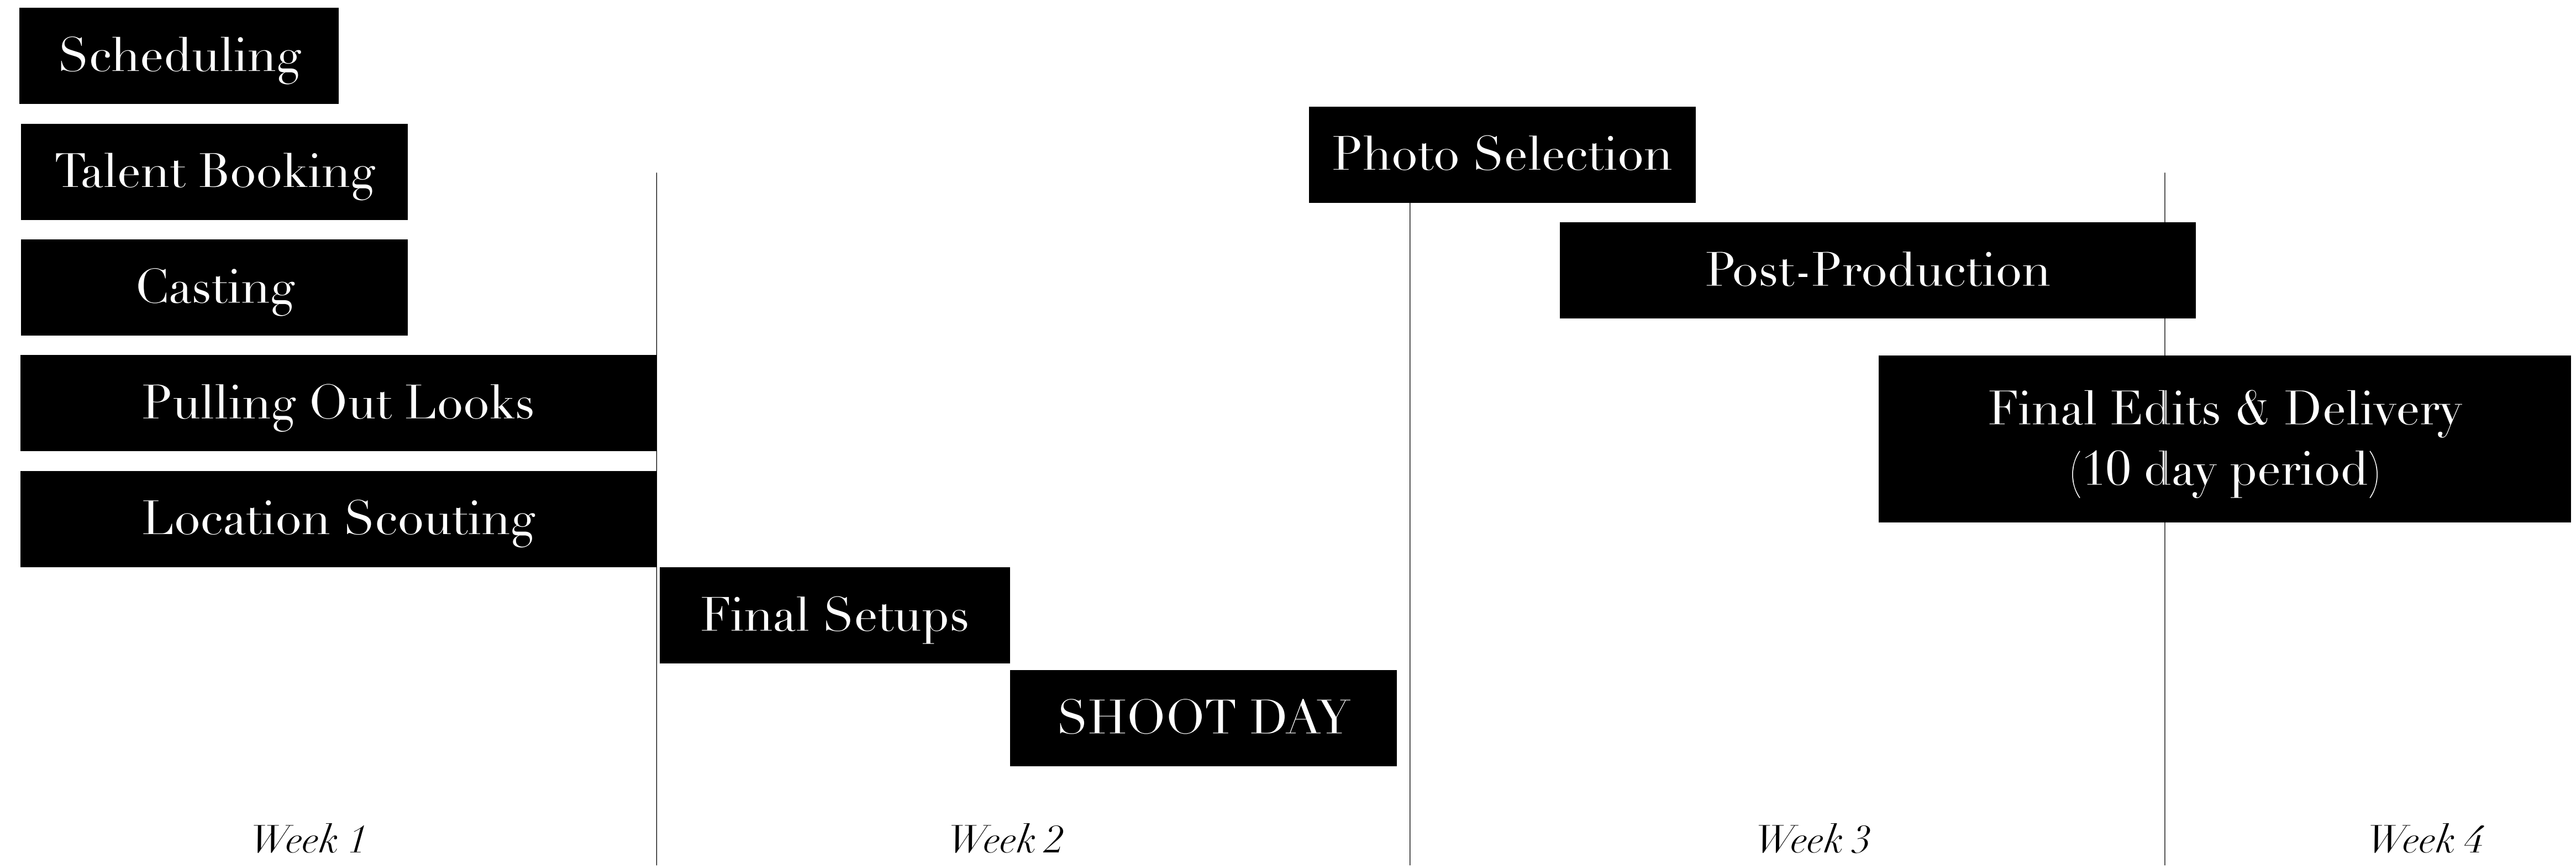 Scheduling
Talent Booking
Casting
Pulling Out Looks
Location Scouting
Final Setups
SHOOT DAY
Photo Selection
Post-Production
Final Edits & Delivery
(10 day period)
Week 1
Week 2
Week 3
Week 4